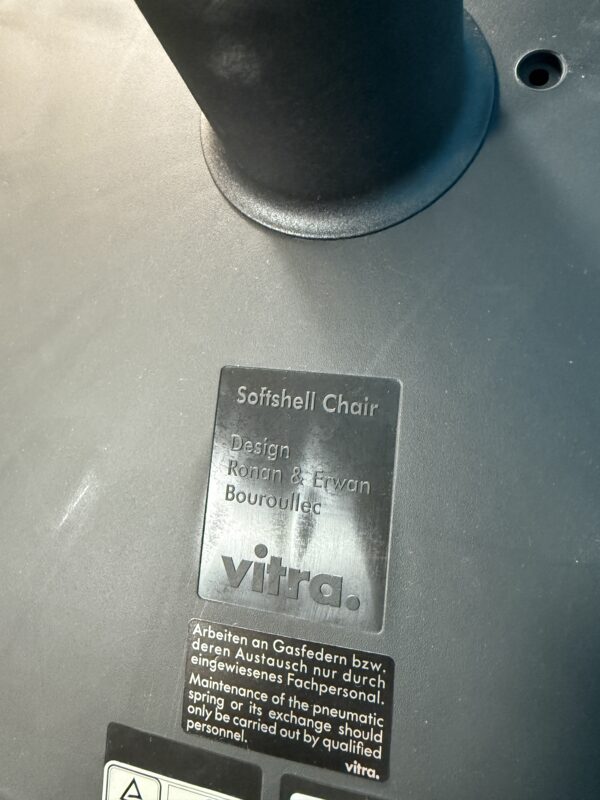 Softshell Chair
Design
Ronan & Erwan
Bouroullec
vitra.
Arbeiten an Gasfedern bzw.
deren Austausch nur durch
eingewiesenes Fachpersonal.
Maintenance of the pneumatic
spring or its exchange should
only be carried out by qualified
personnel.
vitra.